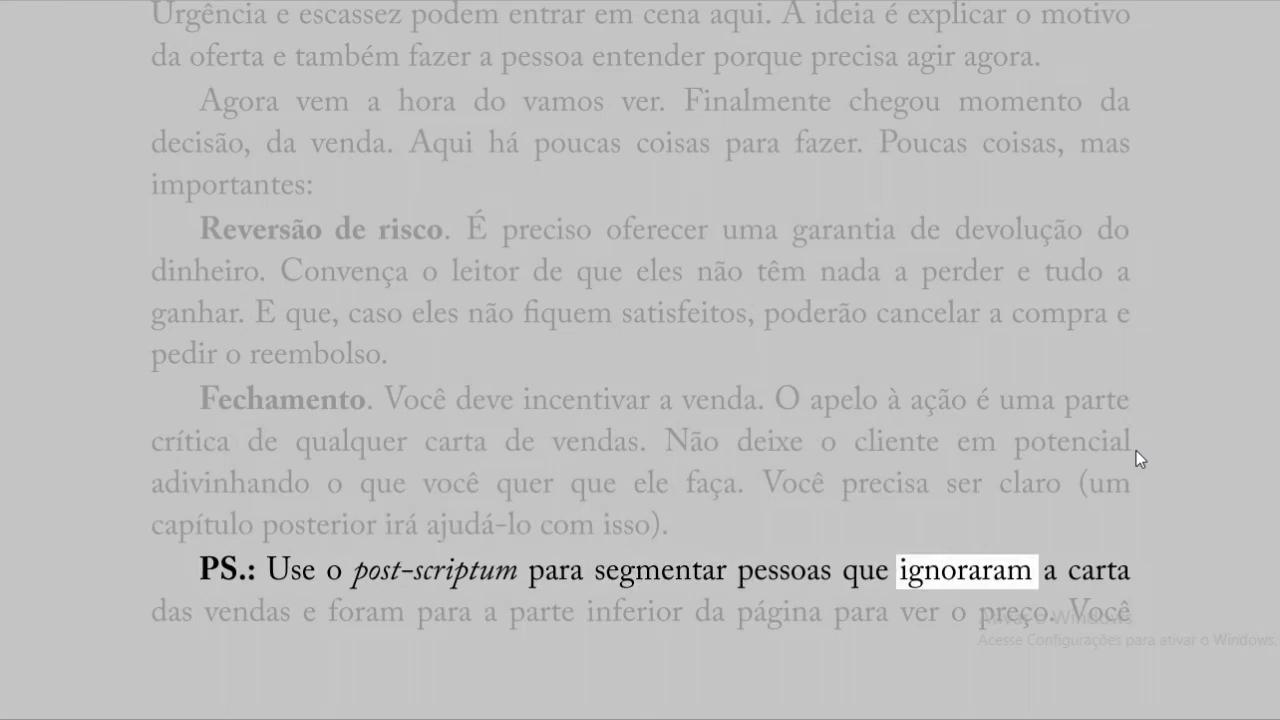 Urgência e escassez podem entrar em cena aqui. A ideia é explicar o motivo
da oferta e também fazer a pessoa entender porque precisa agir agora.
Agora vem a hora do vamos ver. Finalmente chegou momento da
decisão, da venda. Aqui há poucas coisas para fazer. Poucas coisas, mas
importantes:
Reversão de risco. É preciso oferecer uma garantia de devolução do
dinheiro. Convença o leitor de que eles não têm nada a perder e tudo a
ganhar. E que, caso eles não fiquem satisfeitos, poderão cancelar a compra e
pedir o reembolso.
Fechamento. Você deve incentivar a venda. O apelo à ação é uma parte
crítica de qualquer carta de vendas. Não deixe o cliente em potencial
adivinhando o que você quer que ele faça. Você precisa ser claro (um
capítulo posterior irá ajudá-lo com isso).
PS.: Use o post-scriptum para segmentar pessoas que ignoraram a carta
das vendas e foram para a parte inferior da página para ver o preço. Você
Ativar o Windows
Acesse Configurações para ativar o Windows.